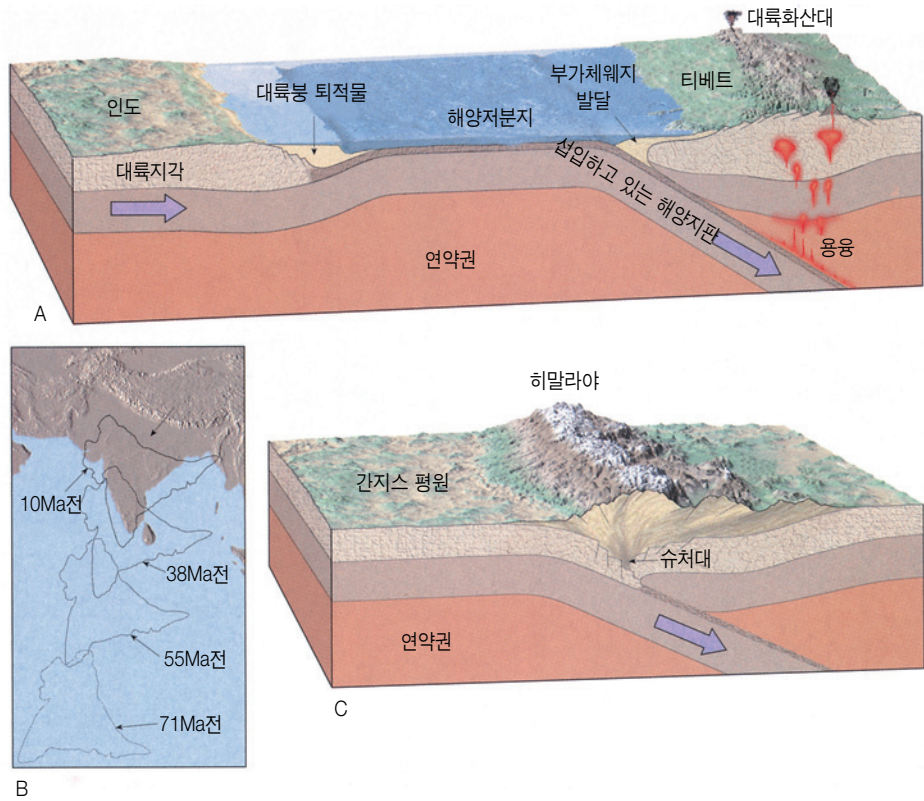 대륙화산대
인도
대륙붕 퇴적물
부가체웨지
발달
티베트
해양저분지
대륙지각
섭입하고 있는 해양지판
연약권
용융
A
히말라야
간지스 평원
10Ma전
슈처대
38Ma전
연약권
55Ma전
71Ma전
C
B